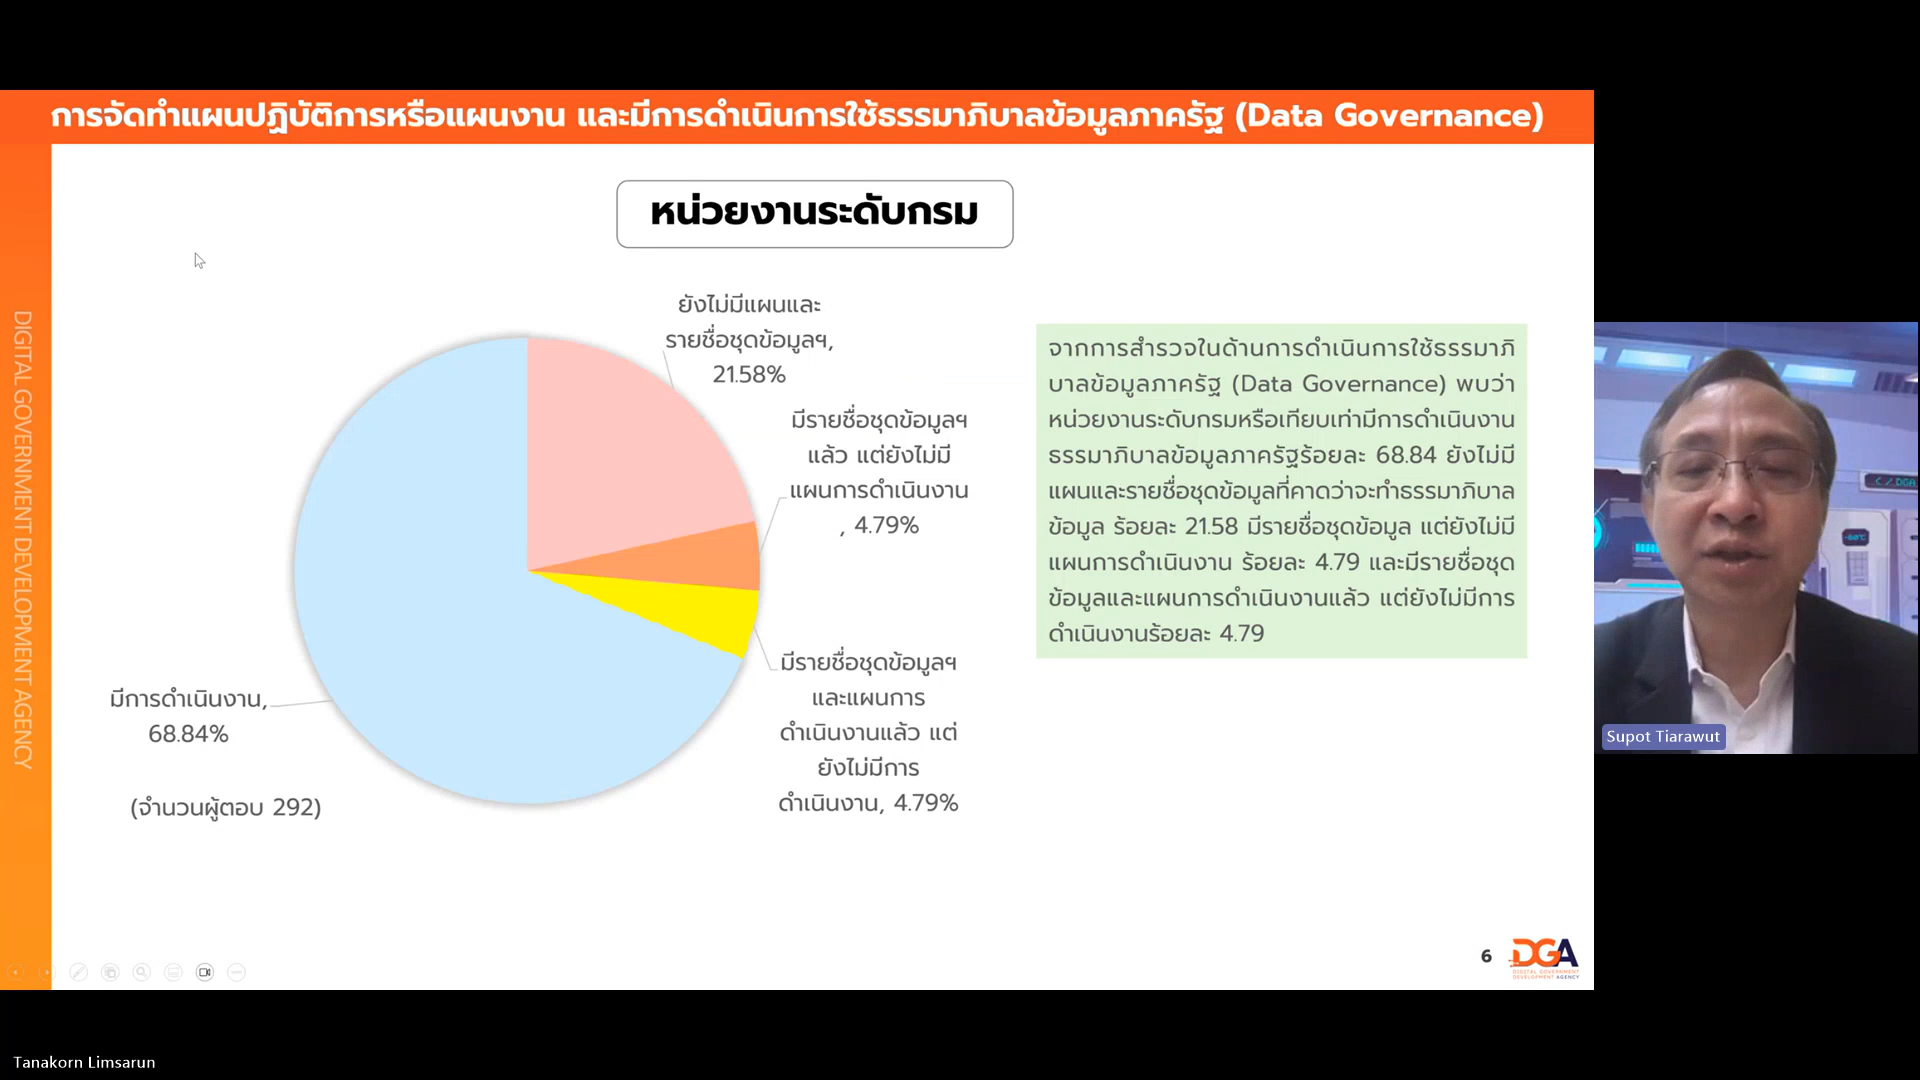 การจัดทำแผนปฏิบัติการหรือแผนงาน และมีการดำเนินการใช้ธรรมาภิบาลข้อมูลภาครัฐ (Data Governance)
DIGITAL GOVERNMENT DEVELOPMENT AGENCY
หน่วยงานระดับกรม
ยังไม่มีแผนและ
รายชื่อชุดข้อมูลฯ,
21.58%
มีรายชื่อชุดข้อมูลฯ
แล้ว แต่ยังไม่มี
แผนการดำเนินงาน
, 4.79%
มีรายชื่อชุดข้อมูลฯ
และแผนการ
ดำเนินงานแล้ว แต่
ยังไม่มีการ
ดำเนินงาน, 4.79%
มีการดำเนินงาน,
68.84%
(จำนวนผู้ตอบ 292)
จากการสำรวจในด้านการดำเนินการใช้ธรรมาภิ
บาลข้อมูลภาครัฐ (Data Governance) พบว่า
หน่วยงานระดับกรมหรือเทียบเท่ามีการดำเนินงาน
ธรรมาภิบาลข้อมูลภาครัฐร้อยละ 68.84 ยังไม่มี
แผนและรายชื่อชุดข้อมูลที่คาดว่าจะทำธรรมาภิบาล
ข้อมูล ร้อยละ 21.58 มีรายชื่อชุดข้อมูล แต่ยังไม่มี
แผนการดำเนินงาน ร้อยละ 4.79 และมีรายชื่อชุด
ข้อมูลและแผนการดำเนินงานแล้ว แต่ยังไม่มีการ
ดำเนินงานร้อยละ 4.79
</DGA
-60°C
Supot Tiarawut
6
DGA
DIGITAL GOVERNMENT
DEVELOPMENT AGENCY
Tanakorn Limsarun